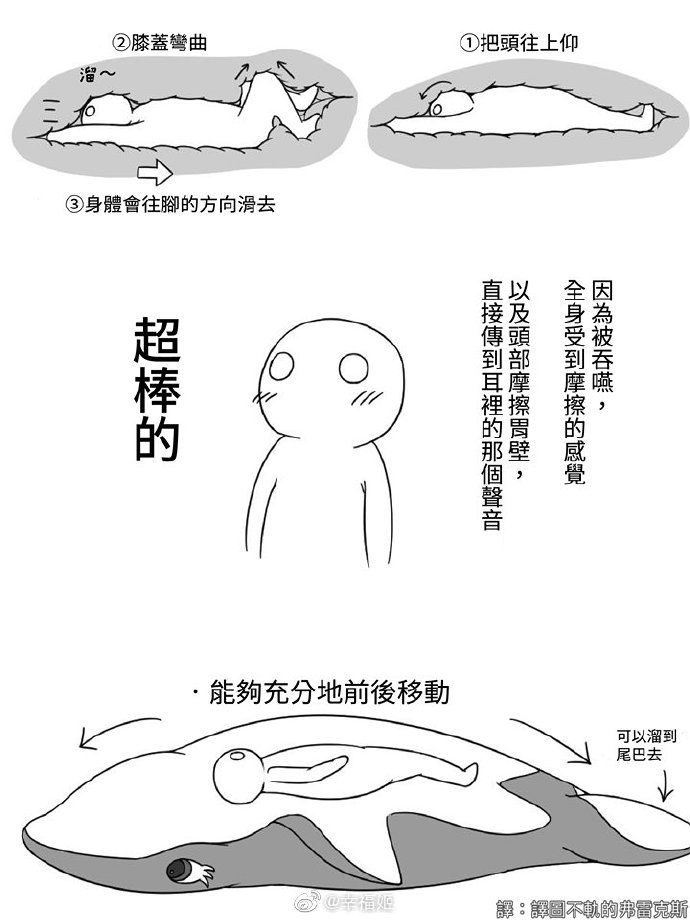 ①把頭往上仰
②膝蓋彎曲
溜～
③身體會往腳的方向滑去
因為被吞嚥，
全身受到摩擦的感覺
以及頭部摩擦胃壁，
直接傳到耳裡的那個聲音
超棒的
．能夠充分地前後移動
可以溜到
尾巴去
@幸福姬
譯：譯圖不軌的弗雷克斯